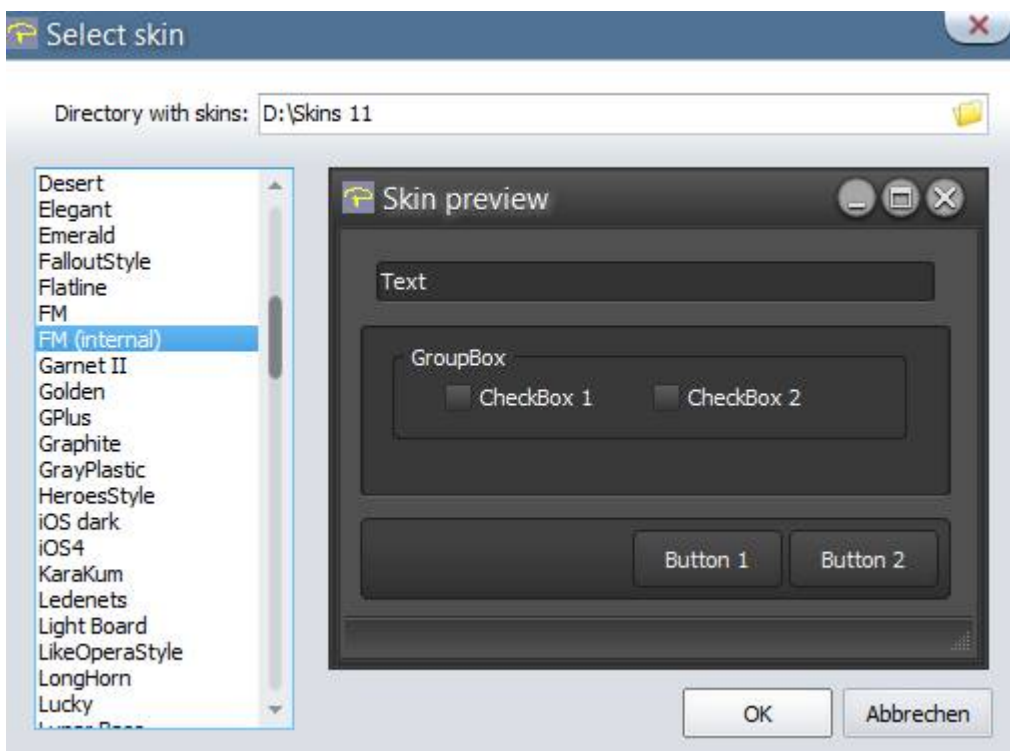 Select skin
Directory with skins: D:\Skins 11
Desert
Elegant
Emerald
FalloutStyle
Flatline
FM
FM (internal)
Garnet II
Golden
GPlus
Graphite
GrayPlastic
HeroesStyle
iOS dark
iOS4
KaraKum
Ledenets
Light Board
LikeOperaStyle
LongHorn
Lucky
Skin preview
Text
GroupBox
CheckBox 1 CheckBox 2
Button 1 Button 2
OK Abbrechen